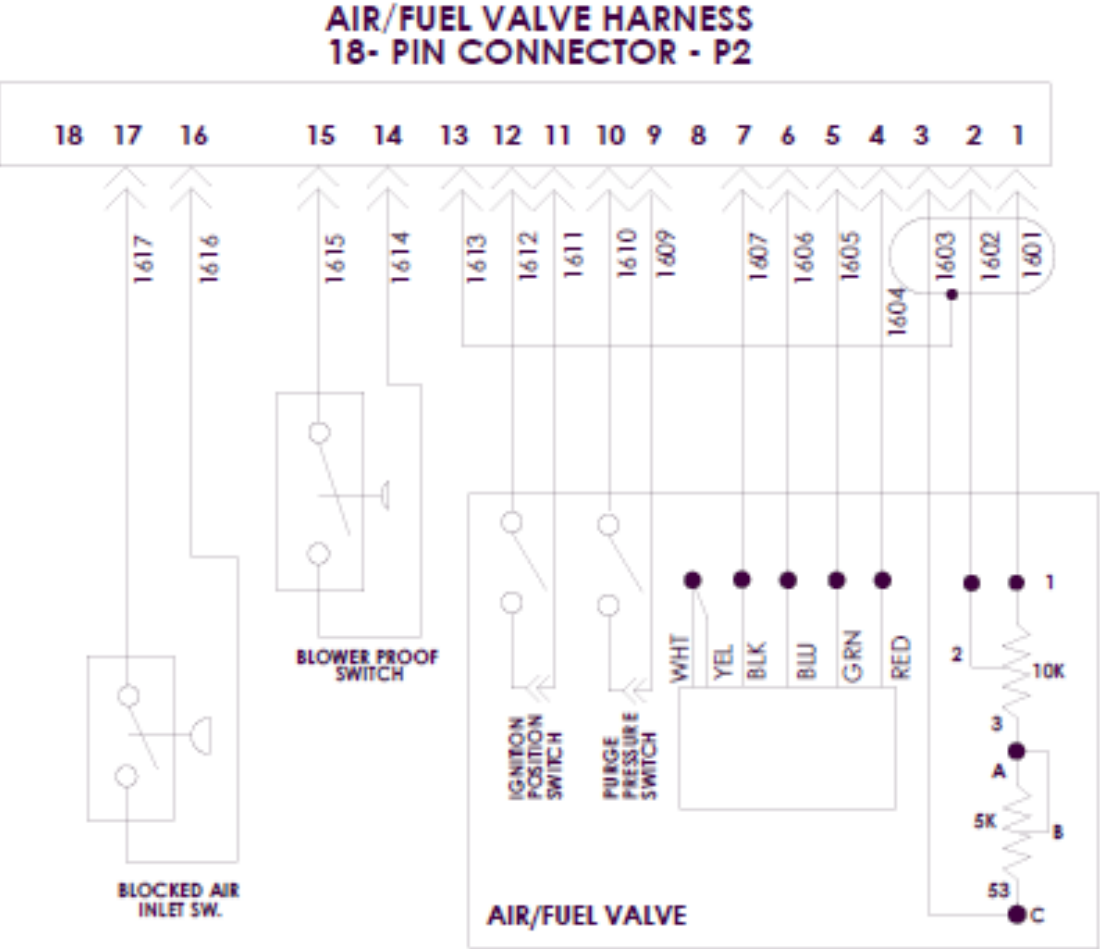 AIR/FUEL VALVE HARNESS
18- PIN CONNECTOR - P2
18 17 16 15 14 13 12 11 10 9 8 7 6 5 4 3 2 1
1617 1616 1615 1614 1613 1612 1611 1610 1609 1607 1606 1605 1604 1603 1602 1601
1
WHT YEL BLK BLU GRN RED
2
10K
BLOWER PROOF
SWITCH
3
IGNITION
POSITION
SWITCH
PURGE
PRESSURE
SWITCH
A
5K
B
BLOCKED AIR
INLET SW.
53
C
AIR/FUEL VALVE